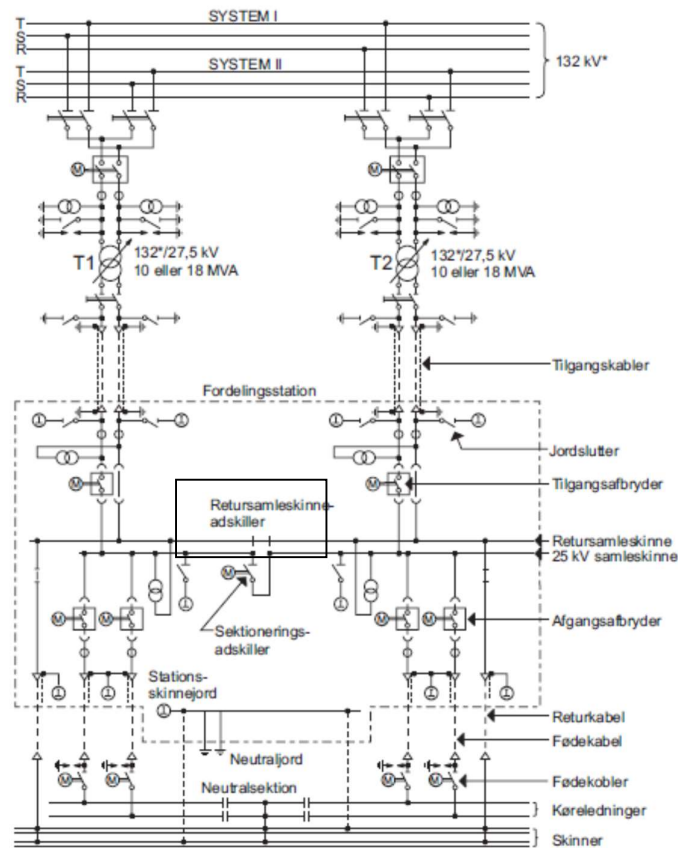 SYSTEM I
T
S
R
SYSTEM II
T
S
R
132 kV*
M
M
T1
132*/27,5 kV
10 eller 18 MVA
T2
132*/27,5 kV
10 eller 18 MVA
Tilgangskabler
Fordelingsstation
Jordslutter
M
M
Tilgangsafbryder
Retursamleskinne-
adskiller
Retursamleskinne
25 kV samleskinne
M
M
M
M
M
Afgangsafbryder
Sektionerings-
adskiller
Stations-
skinnejord
Returkabel
Fødekabel
Neutraljord
M
M
M
M
Fødekobler
Neutralsektion
Køreledninger
Skinner